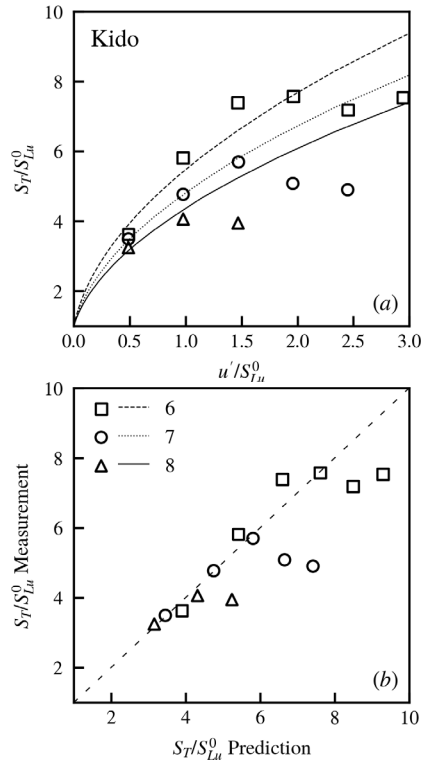 10
Kido
8
6
4
2
S_T/S^0_{Lu}
(a)
0.0 0.5 1.0 1.5 2.0 2.5 3.0
u'/S^0_{Lu}
10
6
7
8
8
6
4
2
S_T/S^0_{Lu} Measurement
(b)
2 4 6 8 10
S_T/S^0_{Lu} Prediction